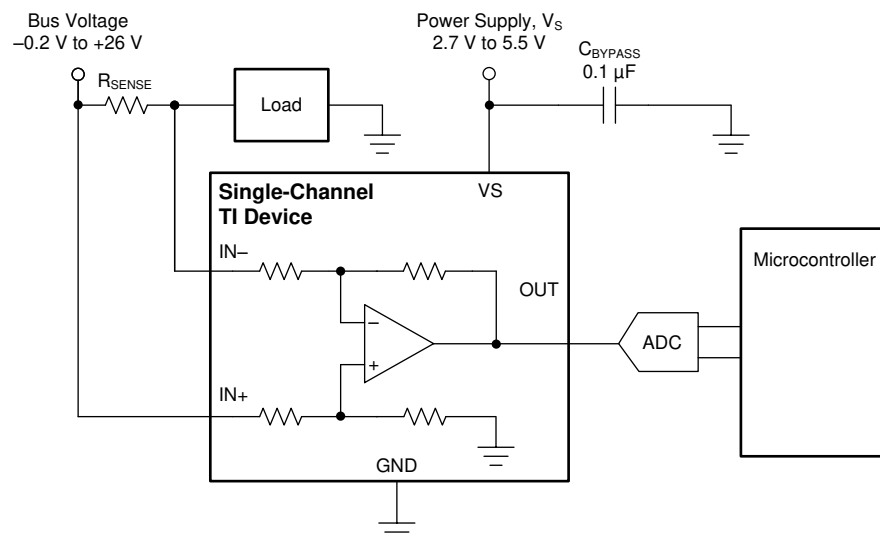 Bus Voltage
–0.2 V to +26 V
RSENSE
Load
Power Supply, VS
2.7 V to 5.5 V
CBYPASS
0.1 µF
Single-Channel
TI Device
VS
IN–
OUT
–
+
IN+
GND
ADC
Microcontroller